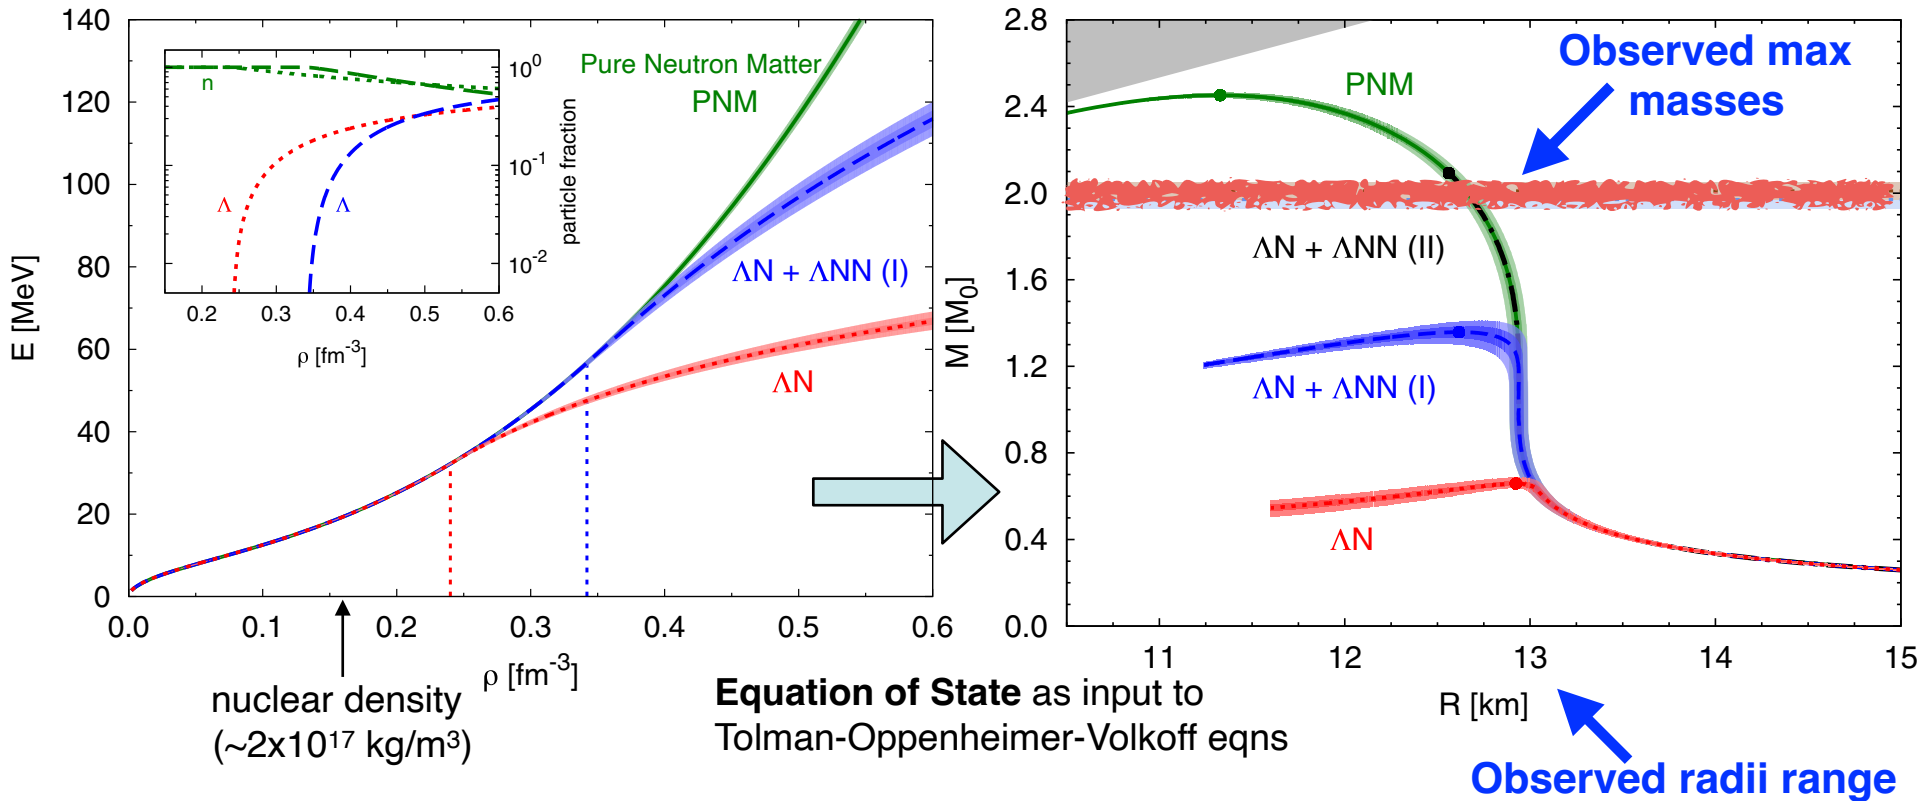 140
120
100
80
60
40
20
0
E [MeV]
0.0 0.1 0.2 0.3 0.4 0.5 0.6
ρ [fm⁻³]
Pure Neutron Matter
PNM
ΛN + ΛNN (I)
ΛN
n
Λ
Λ
10⁰
10⁻¹
10⁻²
particle fraction
0.2 0.3 0.4 0.5 0.6
ρ [fm⁻³]
nuclear density
(~2x10¹⁷ kg/m³)
Equation of State as input to
Tolman-Oppenheimer-Volkoff eqns
2.8
2.4
2.0
1.6
1.2
0.8
0.4
0.0
M [M₀]
Observed max
masses
PNM
ΛN + ΛNN (II)
ΛN + ΛNN (I)
ΛN
11 12 13 14 15
R [km]
Observed radii range